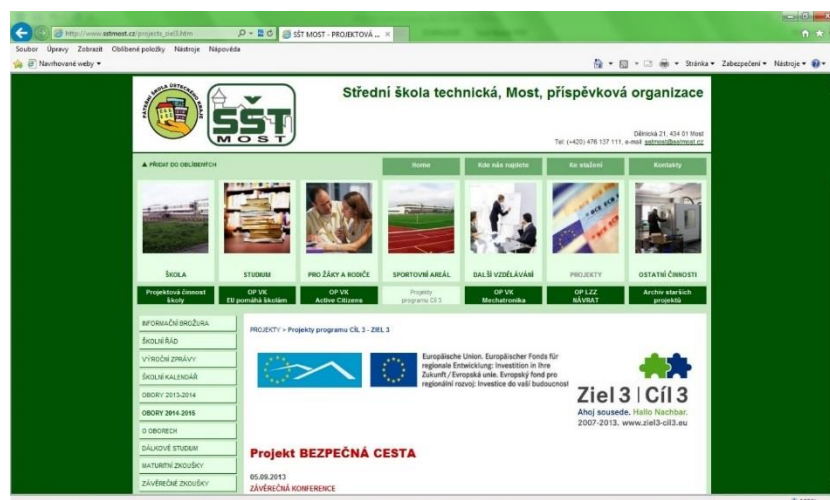 http://www.sstmost.cz/projects_ziel3.htm
SŠT MOST - PROJEKTOVÁ ...
Soubor Úpravy Zobrazit Oblíbené položky Nástroje Nápověda
Navrhované weby
Stránka Zabezpečení Nástroje
PÁTEŘNÍ ŠKOLA ÚSTECKÉHO KRAJE
SŠT
MOST
Střední škola technická, Most, příspěvková organizace
Dělnická 21, 434 01 Most
Tel: (+420) 476 137 111, e-mail: sstmost@sstmost.cz
PŘIDAT DO OBLÍBENÝCH
Home Kde nás najdete Ke stažení Kontakty
ŠKOLA STUDIUM PRO ŽÁKY A RODIČE SPORTOVNÍ AREÁL DALŠÍ VZDĚLÁVÁNÍ PROJEKTY OSTATNÍ ČINNOSTI
Projektová činnost OP VK OP VK Projekty OP VK OP LZZ Archiv starších
školy EU pomáhá školám Active Citizens programu Cíl 3 Mechatronika NÁVRAT projektů
INFORMAČNÍ BROŽURA
ŠKOLNÍ ŘÁD
VÝROČNÍ ZPRÁVY
ŠKOLNÍ KALENDÁŘ
OBORY 2013-2014
OBORY 2014-2015
O OBORECH
DÁLKOVÉ STUDIUM
MATURITNÍ ZKOUŠKY
ZÁVĚREČNÉ ZKOUŠKY
PROJEKTY > Projekty programu CÍL 3 - ZIEL 3
Europäische Union. Europäischer Fonds für
regionale Entwicklung: Investition in Ihre
Zukunft / Evropská unie. Evropský fond pro
regionální rozvoj: Investice do vaší budoucnosti
Ziel 3 | Cíl 3
Ahoj sousede. Hallo Nachbar.
2007-2013. www.ziel3-cil3.eu
Projekt BEZPEČNÁ CESTA
05.09.2013
ZÁVĚREČNÁ KONFERENCE